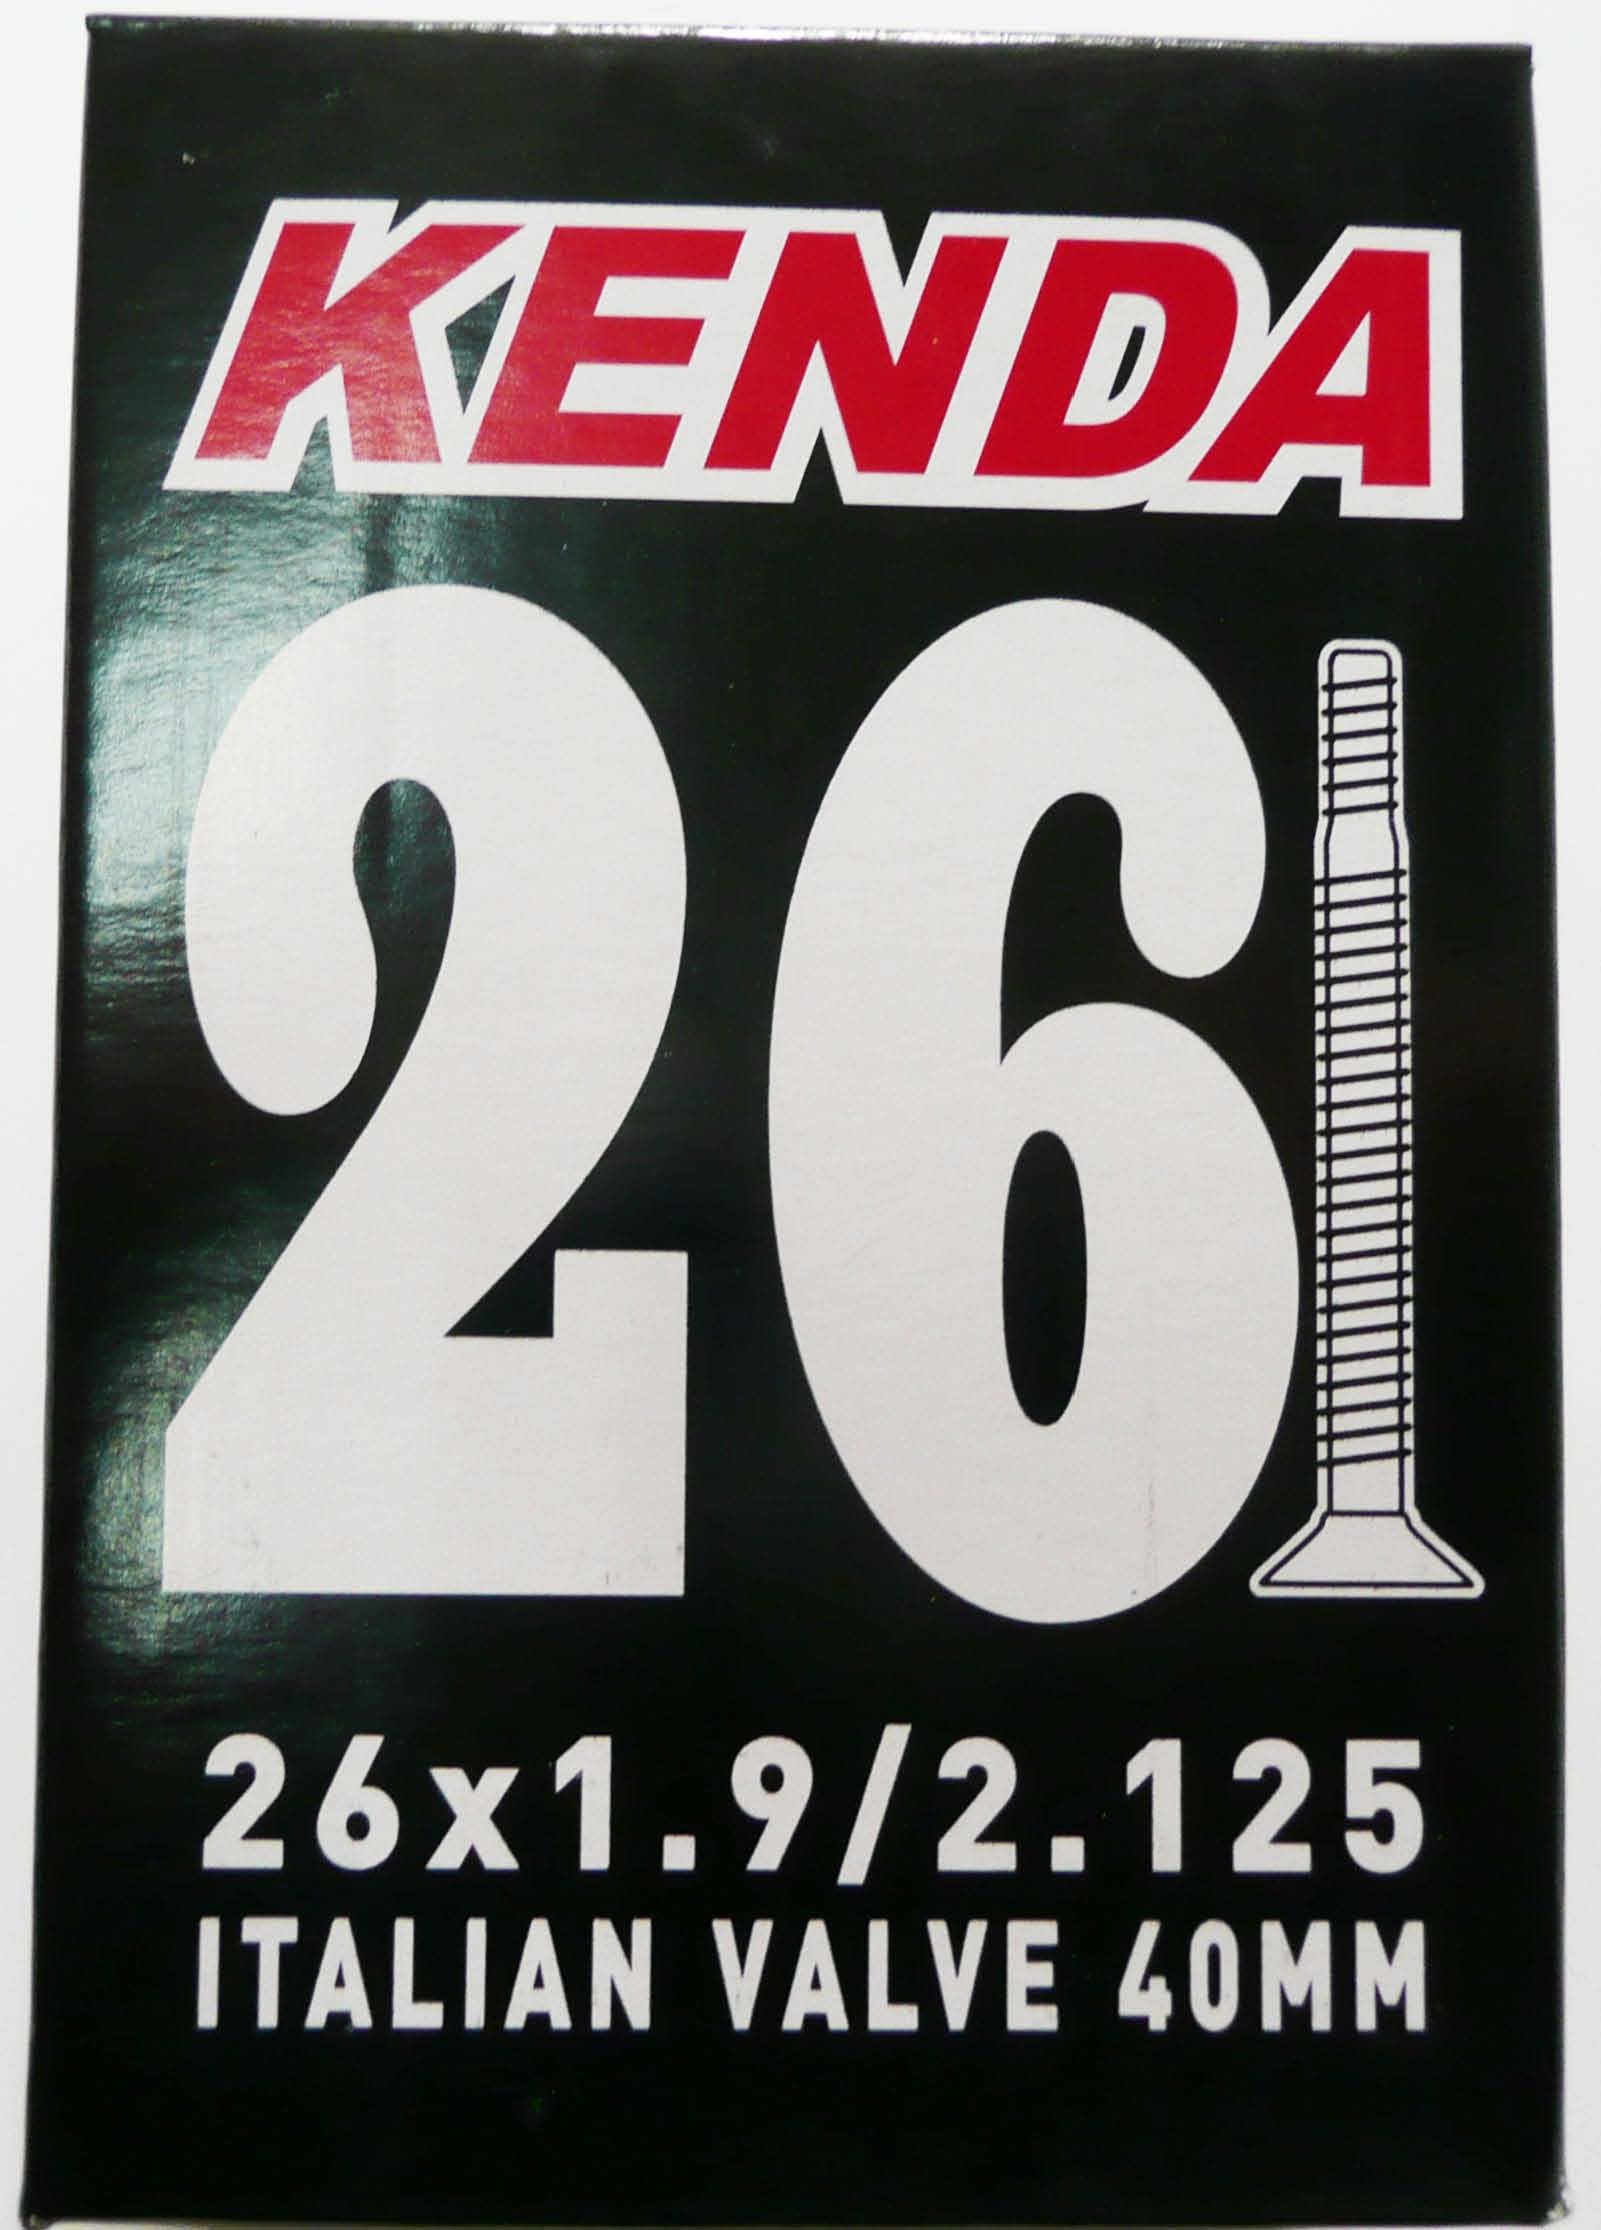 KENDA
26
26x1.9/2.125
ITALIAN VALVE 40MM